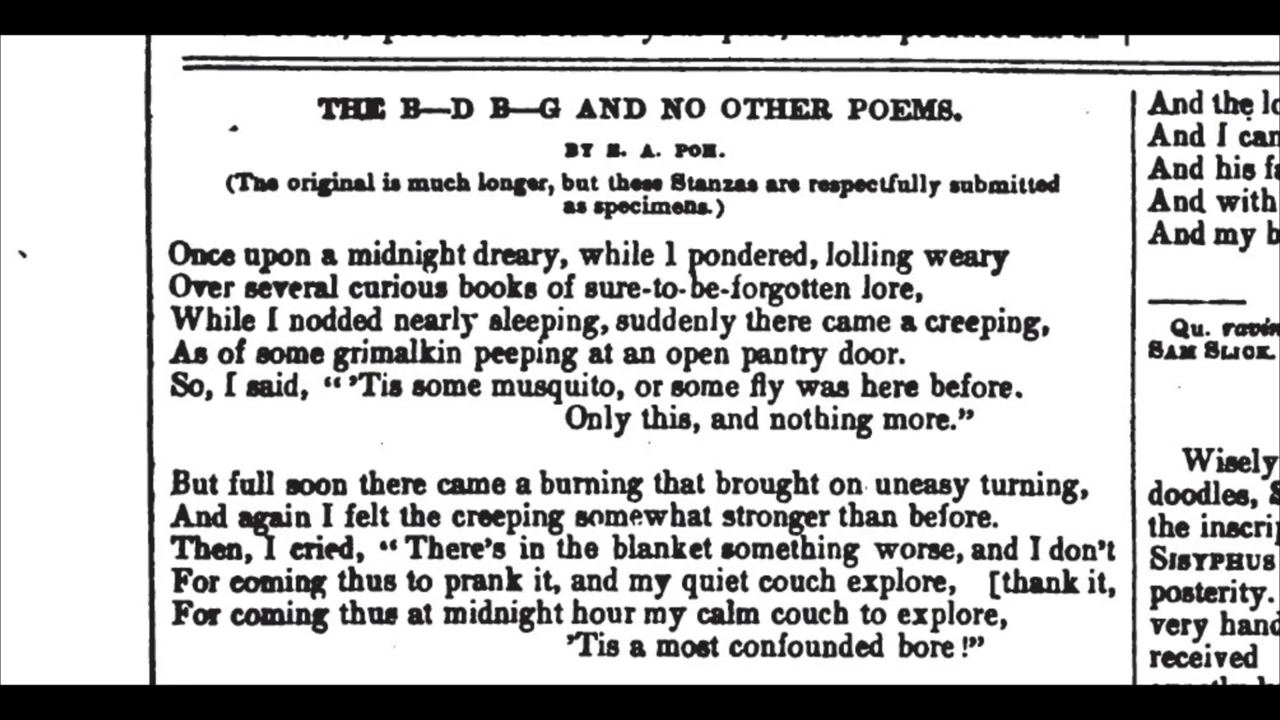 THE B—D B—G AND NO OTHER POEMS.
BY E. A. POE.
(The original is much longer, but these Stanzas are respectfully submitted
as specimens.)
Once upon a midnight dreary, while I pondered, lolling weary
Over several curious books of sure-to-be-forgotten lore,
While I nodded nearly sleeping, suddenly there came a creeping,
As of some grimalkin peeping at an open pantry door.
So, I said, “ ’Tis some musquito, or some fly was here before.
Only this, and nothing more.”
But full soon there came a burning that brought on uneasy turning,
And again I felt the creeping somewhat stronger than before.
Then, I cried, “ There’s in the blanket something worse, and I don’t
For coming thus to prank it, and my quiet couch explore, [thank it,
For coming thus at midnight hour my calm couch to explore,
’Tis a most confounded bore !”
And the
And I can
And his
And with
And my
Qu.
SAM SLICK.
Wisely
doodles,
the
SISYPHUS
posterity.
very
received